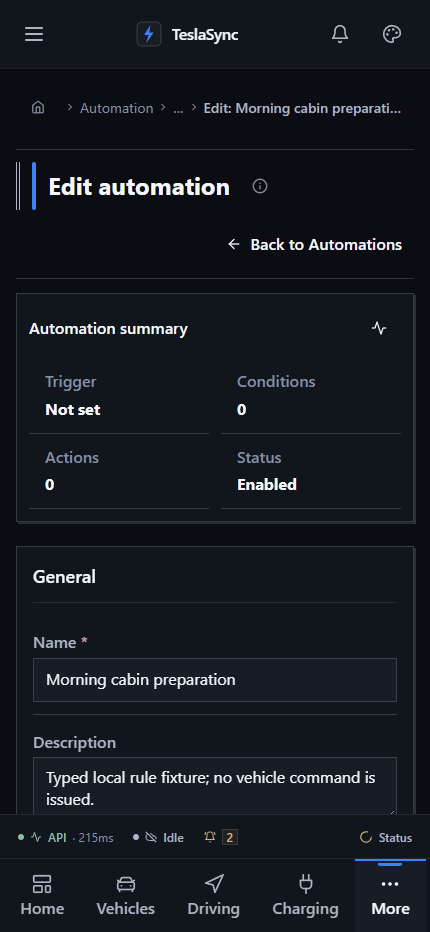 TeslaSync
Automation ... Edit: Morning cabin preparati...
Edit automation
Back to Automations
Automation summary
Trigger Conditions
Not set 0
Actions Status
0 Enabled
General
Name *
Morning cabin preparation
Description
Typed local rule fixture; no vehicle command is
issued.
API · 215ms Idle 2 Status
Home Vehicles Driving Charging More